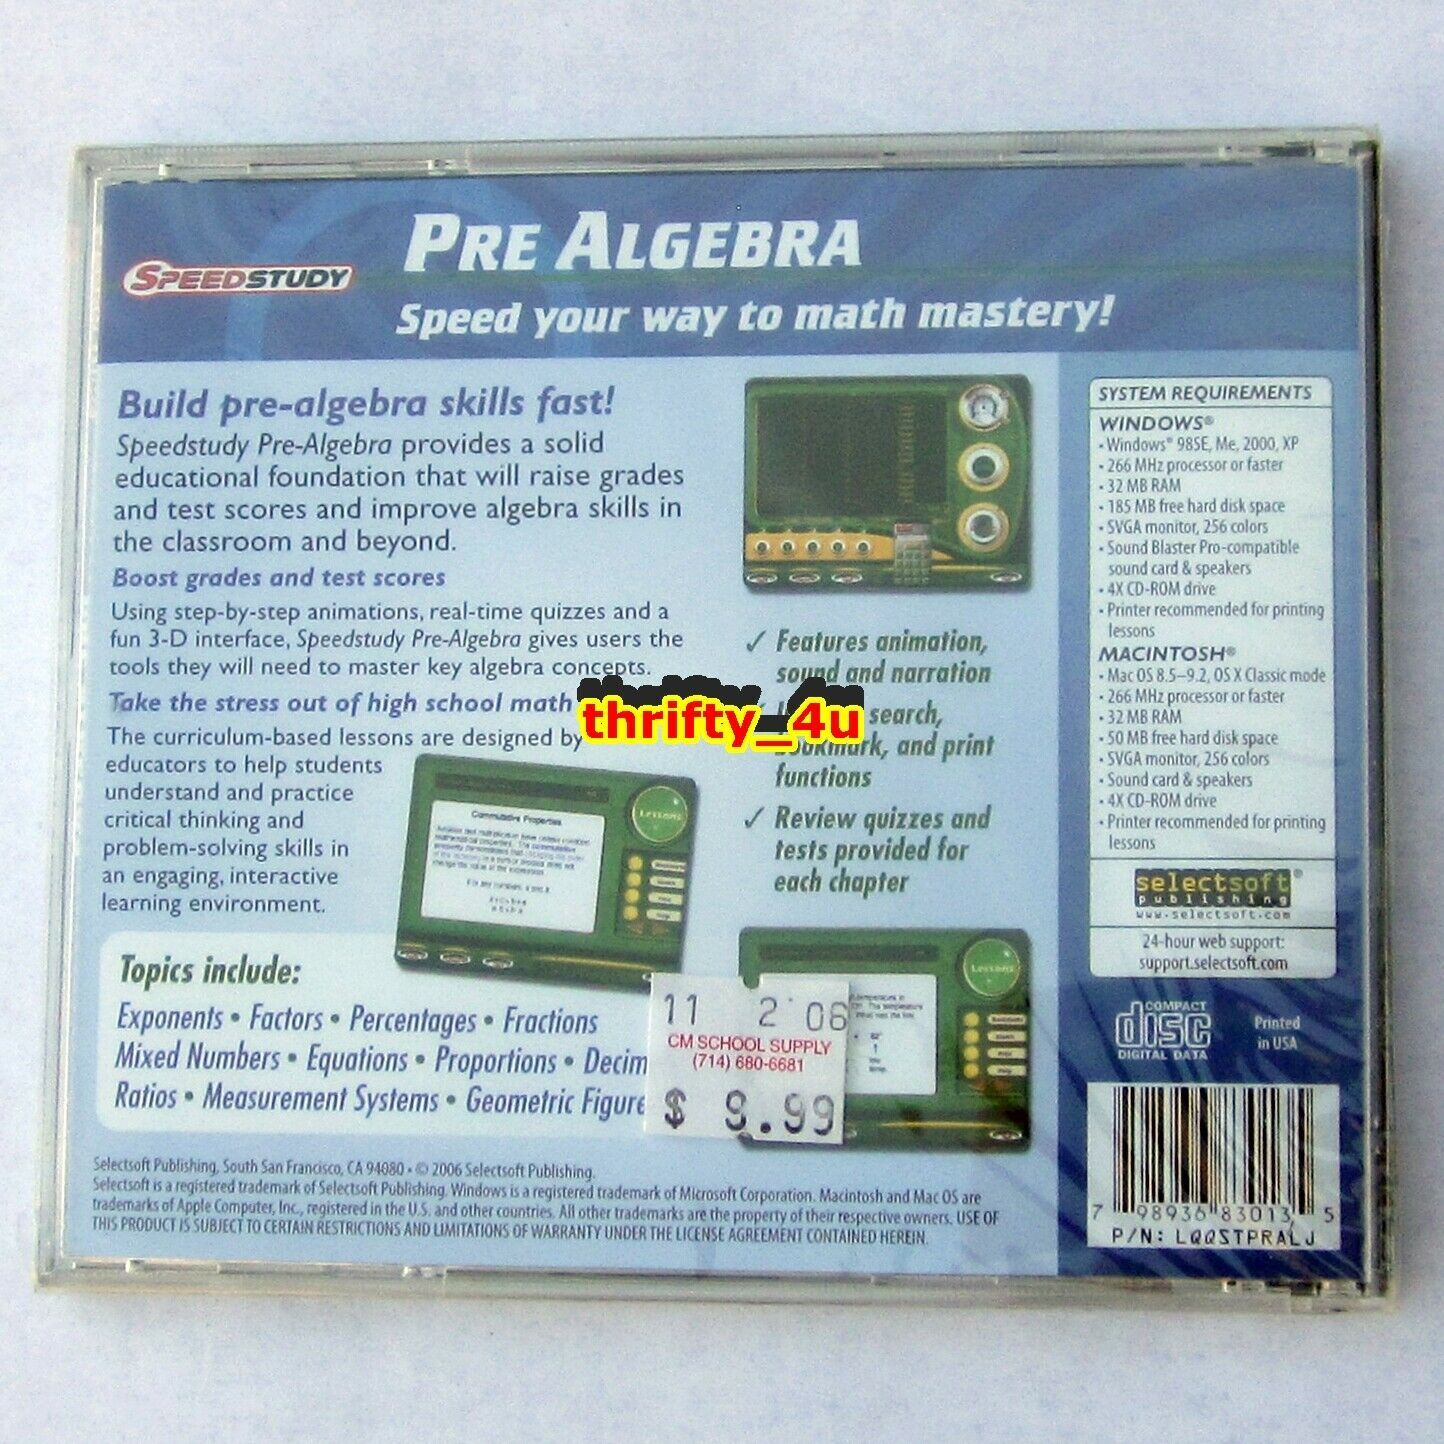 PRE ALGEBRA
SPEEDSTUDY
Speed your way to math mastery!
Build pre-algebra skills fast!
Speedstudy Pre-Algebra provides a solid
educational foundation that will raise grades
and test scores and improve algebra skills in
the classroom and beyond.
Boost grades and test scores
Using step-by-step animations, real-time quizzes and a
fun 3-D interface, Speedstudy Pre-Algebra gives users the
tools they will need to master key algebra concepts.
Take the stress out of high school math
The curriculum-based lessons are designed by
educators to help students
understand and practice
critical thinking and
problem-solving skills in
an engaging, interactive
learning environment.
thrifty_4u
Commutative Properties
Lessons
✓ Features animation,
sound and narration
search,
bookmark, and print
functions
✓ Review quizzes and
tests provided for
each chapter
Lessons
Topics include:
Exponents • Factors • Percentages • Fractions
Mixed Numbers • Equations • Proportions • Decim
Ratios • Measurement Systems • Geometric Figure
11 2 06
CM SCHOOL SUPPLY
(714) 680-6681
$ 9.99
SYSTEM REQUIREMENTS
WINDOWS®
• Windows® 98SE, Me, 2000, XP
• 266 MHz processor or faster
• 32 MB RAM
• 185 MB free hard disk space
• SVGA monitor, 256 colors
• Sound Blaster Pro-compatible
sound card & speakers
• 4X CD-ROM drive
• Printer recommended for printing
lessons
MACINTOSH®
• Mac OS 8.5–9.2, OS X Classic mode
• 266 MHz processor or faster
• 32 MB RAM
• 50 MB free hard disk space
• SVGA monitor, 256 colors
• Sound card & speakers
• 4X CD-ROM drive
• Printer recommended for printing
lessons
selectsoft®
publishing
www.selectsoft.com
24-hour web support:
support.selectsoft.com
COMPACT
disc
DIGITAL DATA
Printed
in USA
7 98936 83013 5
P/N: LQQSTPRALJ
Selectsoft Publishing, South San Francisco, CA 94080 • © 2006 Selectsoft Publishing.
Selectsoft is a registered trademark of Selectsoft Publishing. Windows is a registered trademark of Microsoft Corporation. Macintosh and Mac OS are
trademarks of Apple Computer, Inc., registered in the U.S. and other countries. All other trademarks are the property of their respective owners. USE OF
THIS PRODUCT IS SUBJECT TO CERTAIN RESTRICTIONS AND LIMITATIONS OF WARRANTY UNDER THE LICENSE AGREEMENT CONTAINED HEREIN.